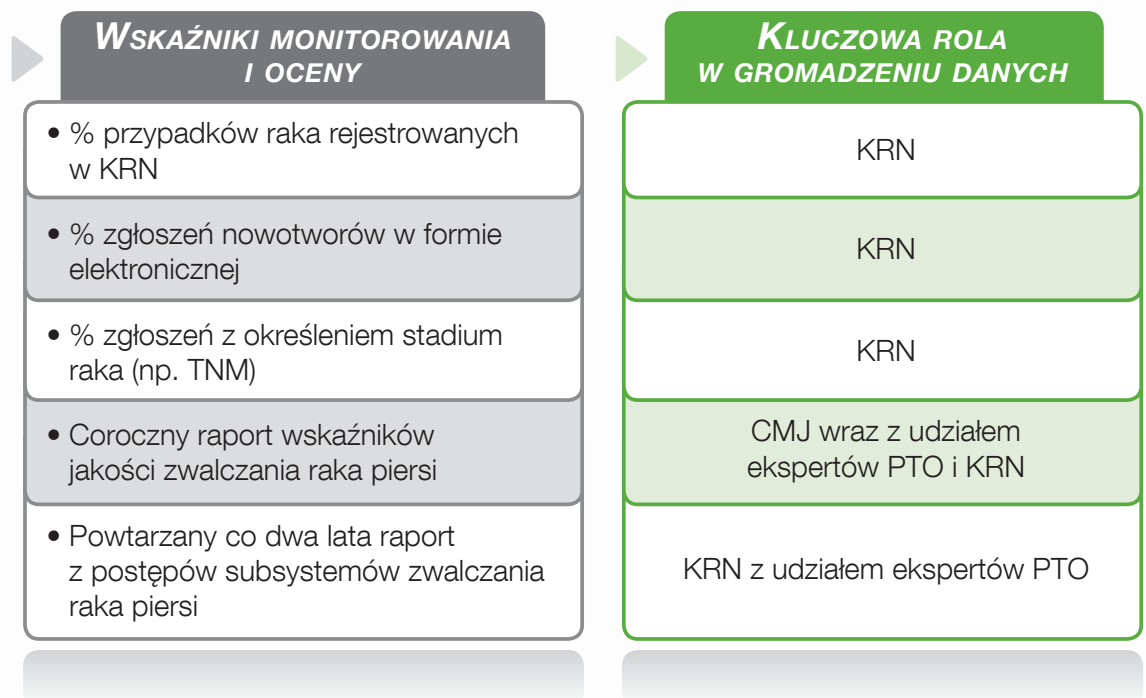 WSKAŹNIKI MONITOROWANIA
I OCENY
KLUCZOWA ROLA
W GROMADZENIU DANYCH
• % przypadków raka rejestrowanych
w KRN
KRN
• % zgłoszeń nowotworów w formie
elektronicznej
KRN
• % zgłoszeń z określeniem stadium
raka (np. TNM)
KRN
• Coroczny raport wskaźników
jakości zwalczania raka piersi
CMJ wraz z udziałem
ekspertów PTO i KRN
• Powtarzany co dwa lata raport
z postępów subsystemów zwalczania
raka piersi
KRN z udziałem ekspertów PTO